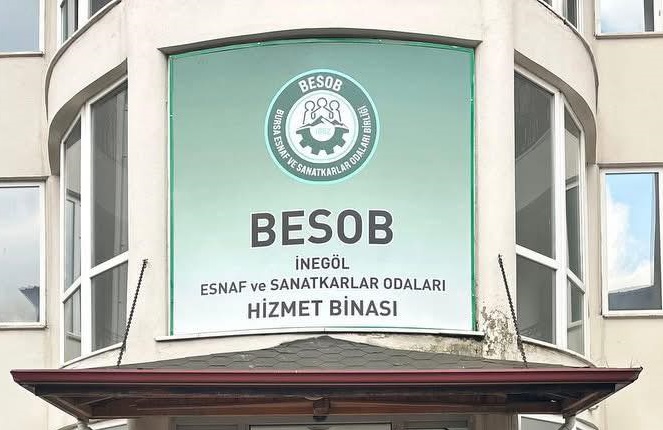 BESOB
BURSA ESNAF VE SANATKARLAR ODALARI BİRLİĞİ
BESOB
İNEGÖL
ESNAF ve SANATKARLAR ODALARI
HİZMET BİNASI